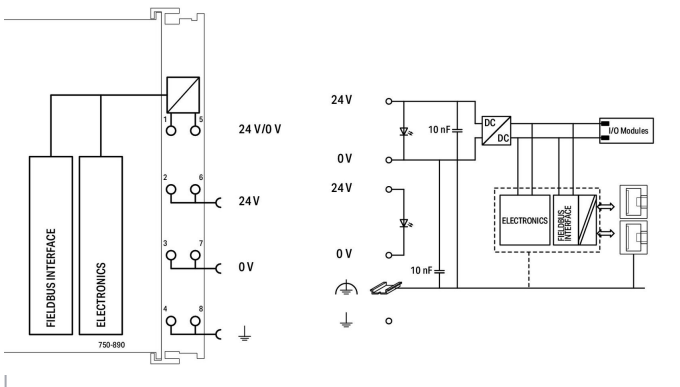 1
5
24 V/0 V
2
6
24 V
3
7
0 V
4
8
FIELDBUS INTERFACE
ELECTRONICS
750-890
24 V
10 nF
DC
DC
I/O Modules
0 V
24 V
ELECTRONICS
FIELDBUS
INTERFACE
0 V
10 nF